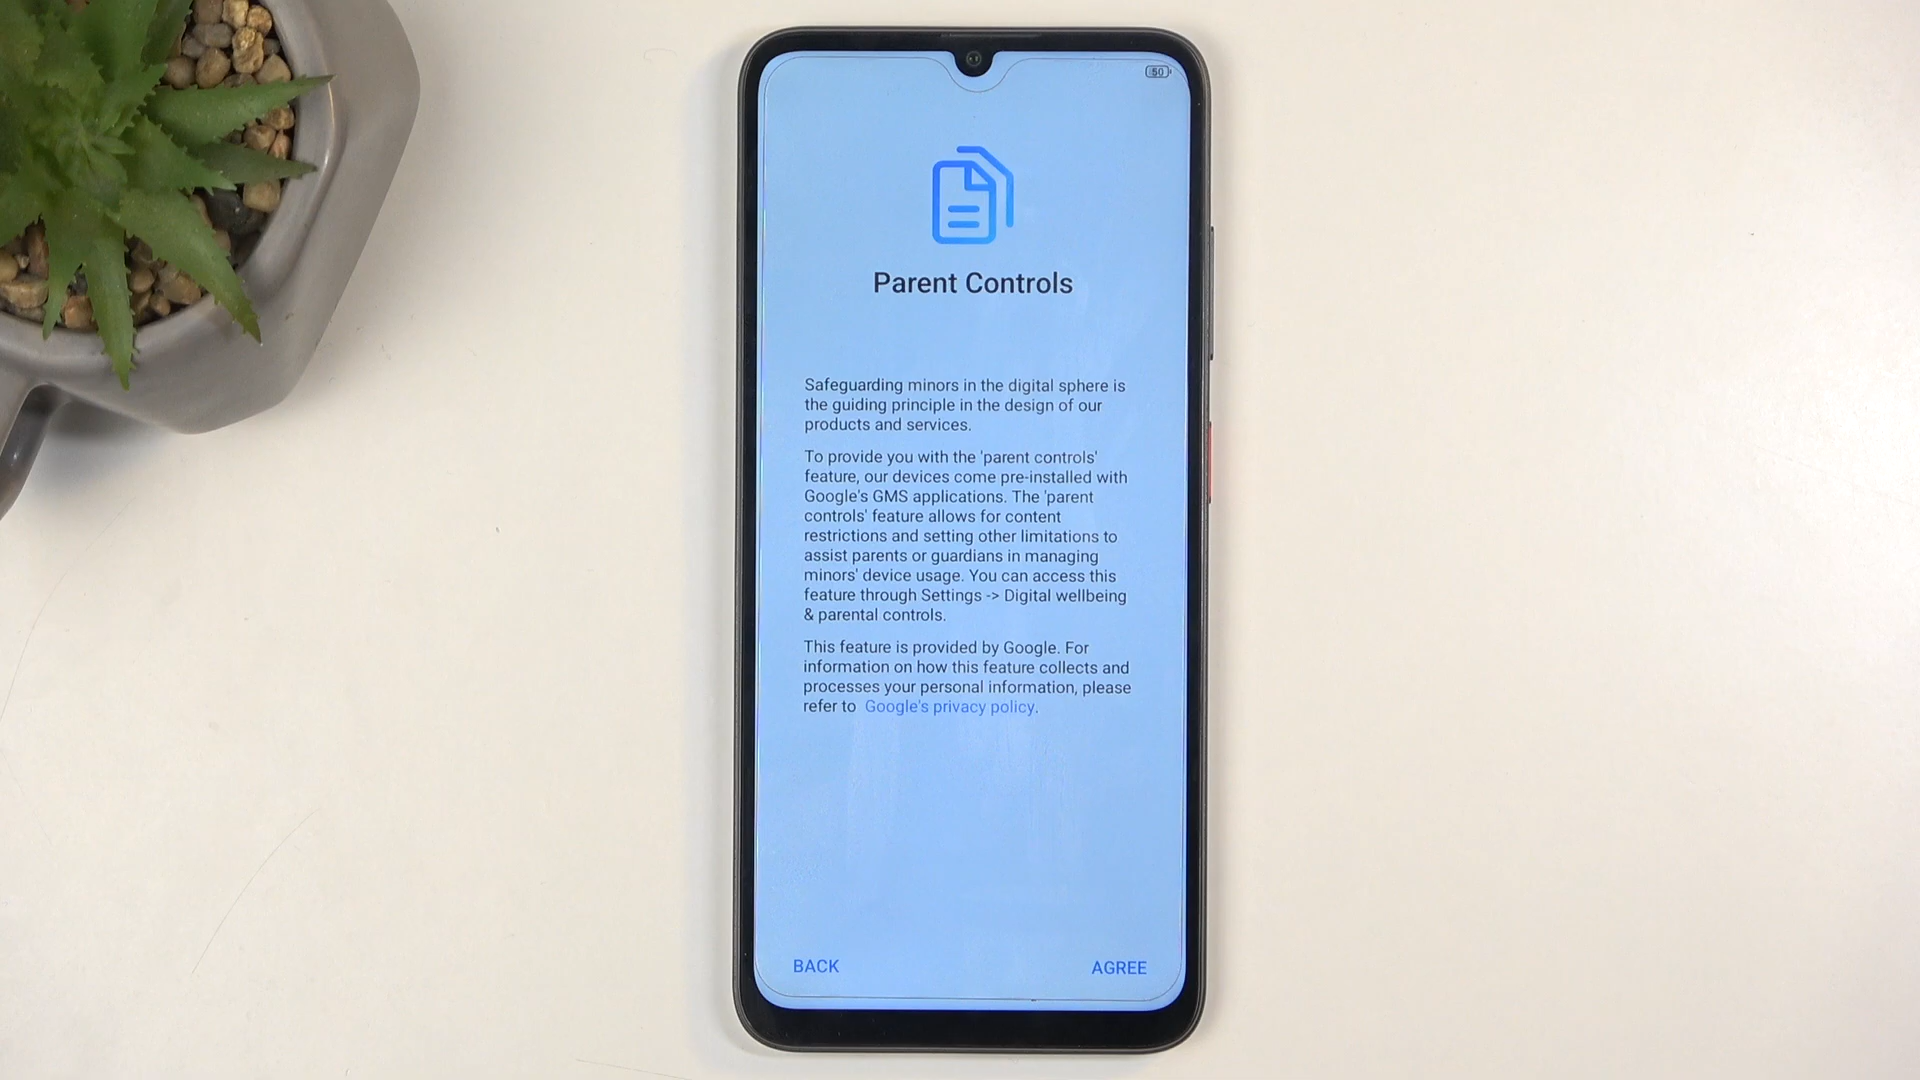 50
Parent Controls
Safeguarding minors in the digital sphere is
the guiding principle in the design of our
products and services.
To provide you with the 'parent controls'
feature, our devices come pre-installed with
Google's GMS applications. The 'parent
controls' feature allows for content
restrictions and setting other limitations to
assist parents or guardians in managing
minors' device usage. You can access this
feature through Settings -> Digital wellbeing
& parental controls.
This feature is provided by Google. For
information on how this feature collects and
processes your personal information, please
refer to Google's privacy policy.
BACK
AGREE